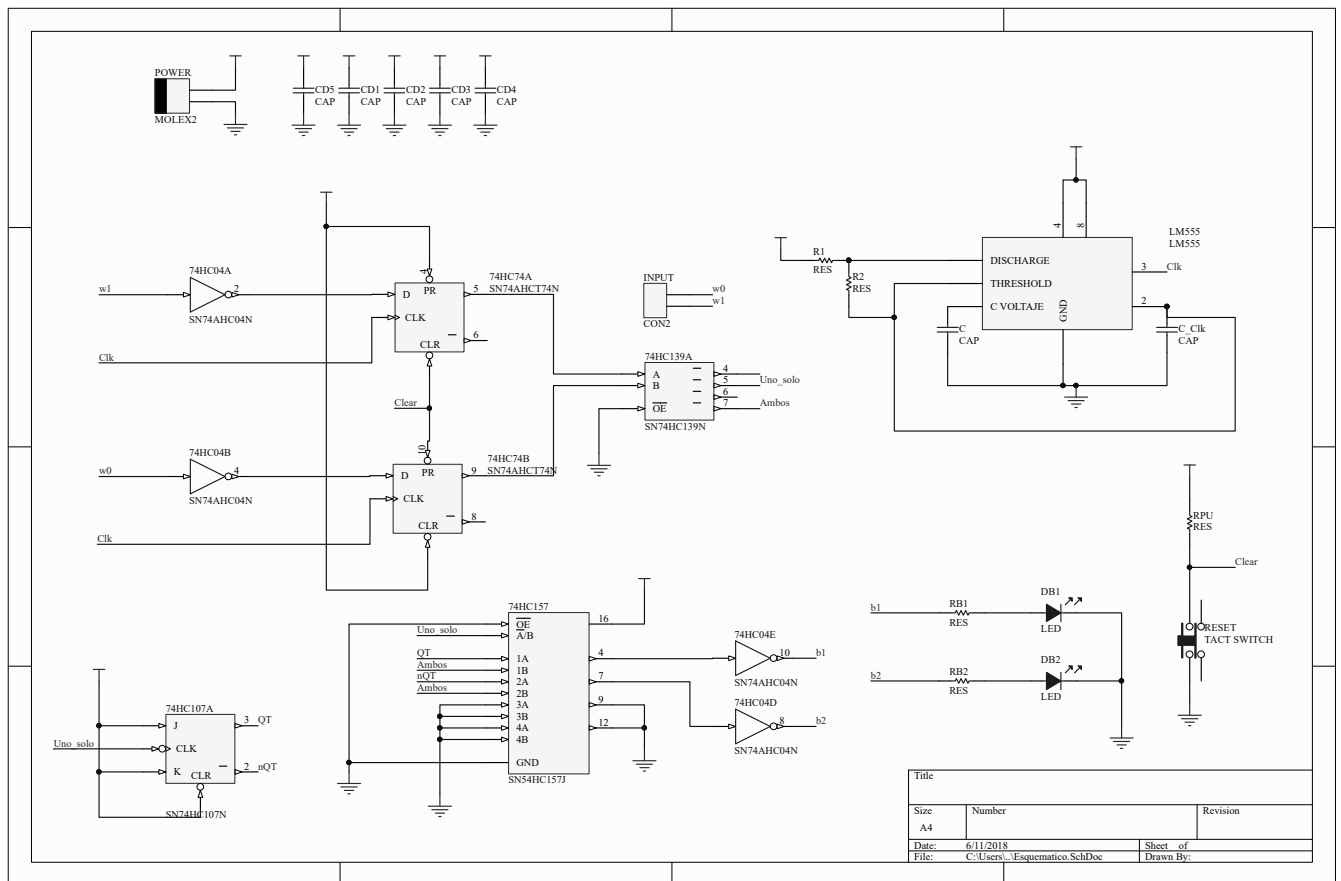 POWER
MOLEX2
CD5
CAP
CD1
CAP
CD2
CAP
CD3
CAP
CD4
CAP
w1
74HC04A
2
SN74AHC04N
Clk
4
D
PR
CLK
CLR
5
6
74HC74A
SN74AHCT74N
Clear
w0
74HC04B
4
SN74AHC04N
Clk
10
D
PR
CLK
CLR
9
8
74HC74B
SN74AHCT74N
INPUT
CON2
w0
w1
74HC139A
A
B
OE
4
5
6
7
Uno_solo
Ambos
SN74HC139N
R1
RES
R2
RES
4
8
LM555
LM555
DISCHARGE
THRESHOLD
C VOLTAJE
GND
3
Clk
2
C
CAP
C_Clk
CAP
RPU
RES
Clear
RESET
TACT SWITCH
b1
RB1
RES
DB1
LED
b2
RB2
RES
DB2
LED
74HC157
OE
A/B
1A
1B
2A
2B
3A
3B
4A
4B
GND
Uno_solo
QT
Ambos
nQT
Ambos
16
4
7
9
12
SN54HC157J
74HC04E
10
b1
SN74AHC04N
74HC04D
8
b2
SN74AHC04N
74HC107A
J
CLK
K
CLR
Uno_solo
3
QT
2
nQT
SN74HC107N
Title
Size
A4
Number
Revision
Date:
6/11/2018
Sheet of
File:
C:\Users\..\Esquematico.SchDoc
Drawn By: